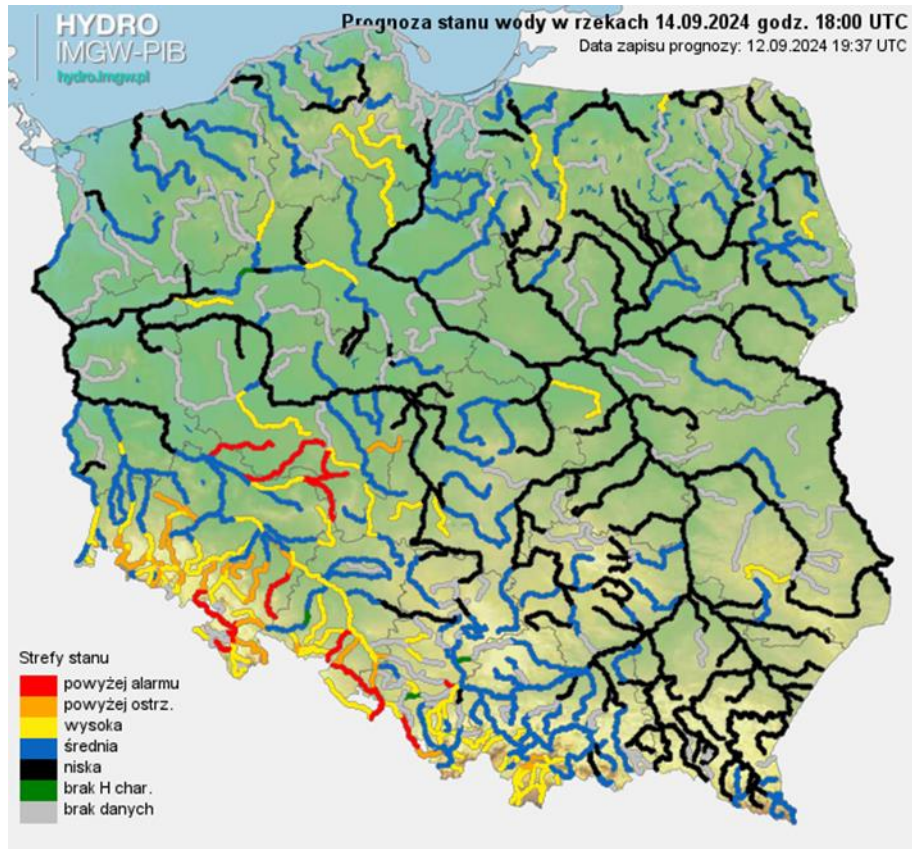 HYDRO
IMGW-PIB
hydro.imgw.pl
Prognoza stanu wody w rzekach 14.09.2024 godz. 18:00 UTC
Data zapisu prognozy: 12.09.2024 19:37 UTC
Strefy stanu
powyżej alarmu
powyżej ostrz.
wysoka
średnia
niska
brak H char.
brak danych